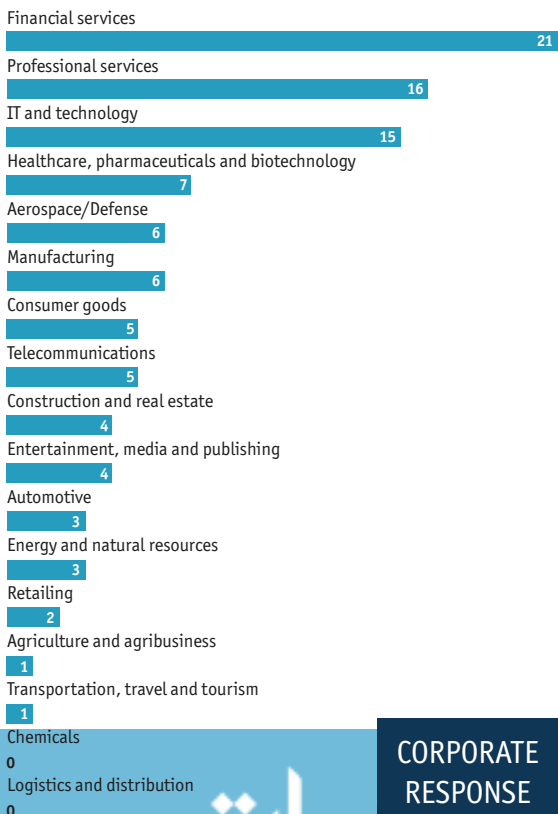 Financial services
21
Professional services
16
IT and technology
15
Healthcare, pharmaceuticals and biotechnology
7
Aerospace/Defense
6
Manufacturing
6
Consumer goods
5
Telecommunications
5
Construction and real estate
4
Entertainment, media and publishing
4
Automotive
3
Energy and natural resources
3
Retailing
2
Agriculture and agribusiness
1
Transportation, travel and tourism
1
Chemicals
0
Logistics and distribution
0
CORPORATE
RESPONSE